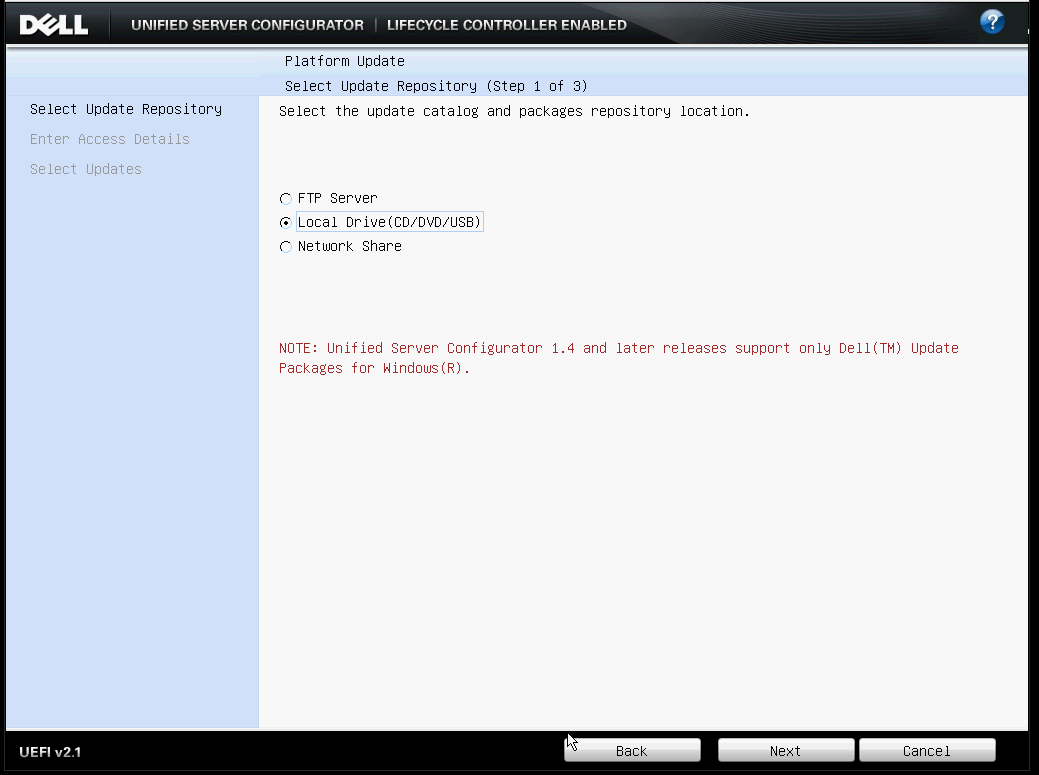 DELL
UNIFIED SERVER CONFIGURATOR | LIFECYCLE CONTROLLER ENABLED
?
Platform Update
Select Update Repository (Step 1 of 3)
Select Update Repository
Enter Access Details
Select Updates
Select the update catalog and packages repository location.
FTP Server
Local Drive(CD/DVD/USB)
Network Share
NOTE: Unified Server Configurator 1.4 and later releases support only Dell(TM) Update
Packages for Windows(R).
UEFI v2.1
Back
Next
Cancel